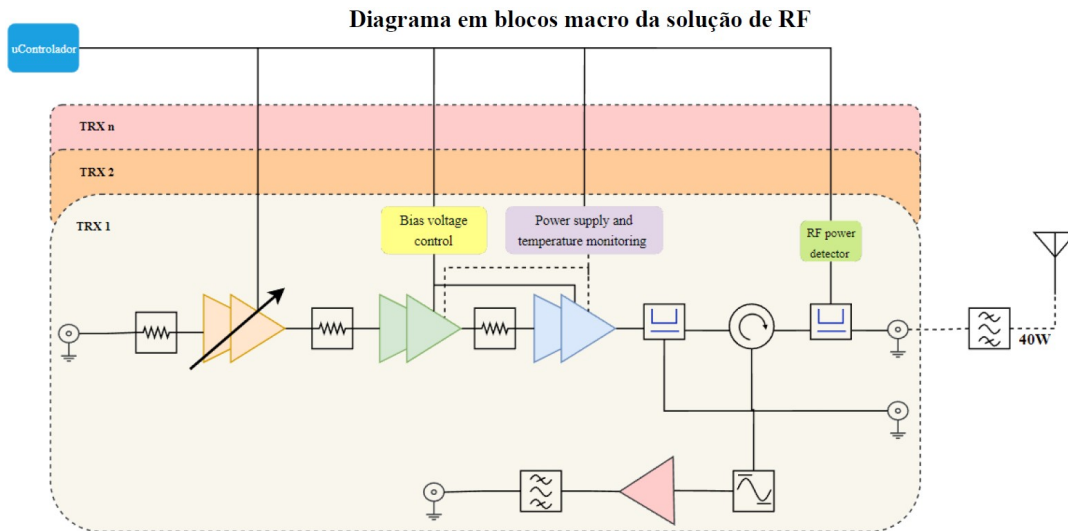 Diagrama em blocos macro da solução de RF
uControlador
TRX n
TRX 2
TRX 1
Bias voltage
control
Power supply and
temperature monitoring
RF power
detector
40W